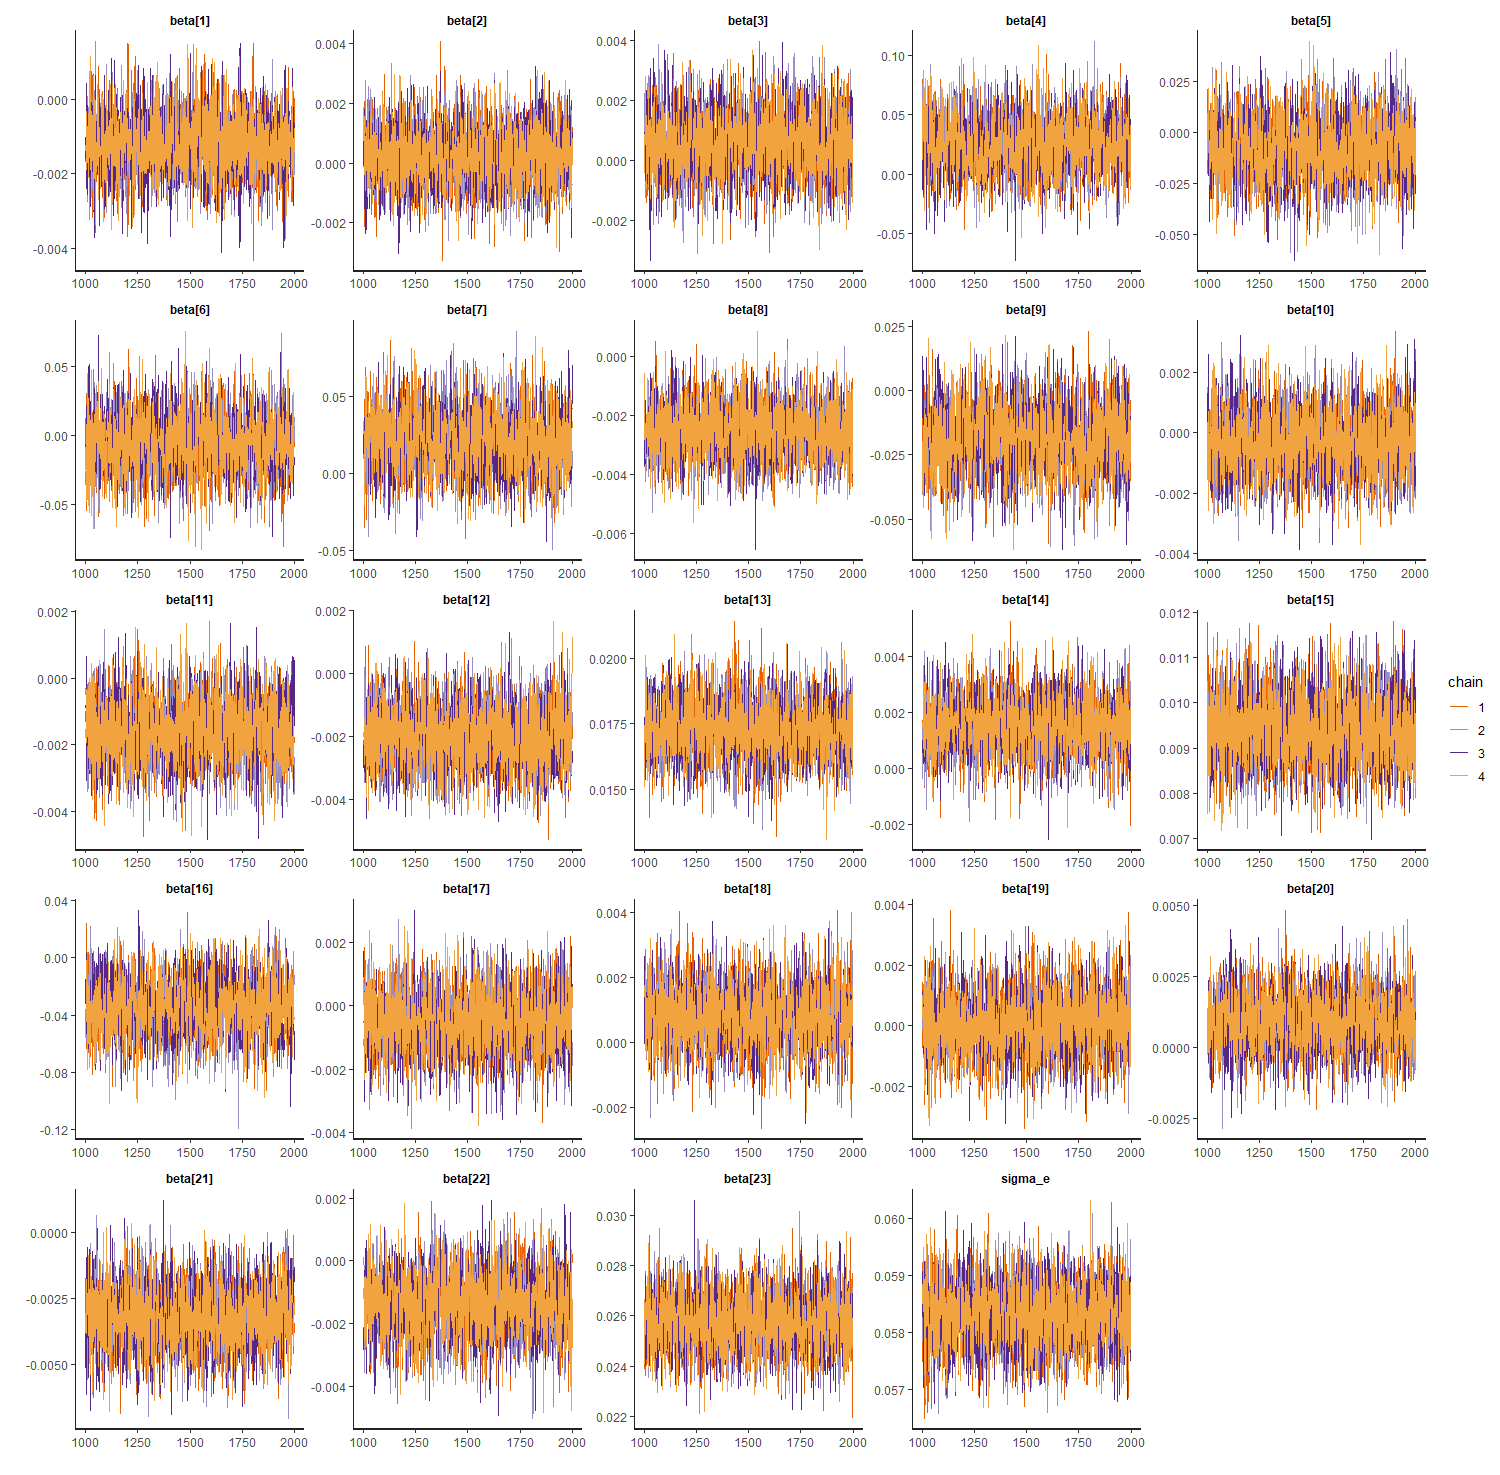 beta[1] beta[2] beta[3] beta[4] beta[5]
0.000 -0.002 -0.004
0.004 0.002 0.000 -0.002
0.004 0.002 0.000 -0.002
0.10 0.05 0.00 -0.05
0.025 0.000 -0.025 -0.050
1000 1250 1500 1750 2000 1000 1250 1500 1750 2000 1000 1250 1500 1750 2000 1000 1250 1500 1750 2000 1000 1250 1500 1750 2000
beta[6] beta[7] beta[8] beta[9] beta[10]
0.05 0.00 -0.05
0.05 0.00 -0.05
0.000 -0.002 -0.004 -0.006
0.025 0.000 -0.025 -0.050
0.002 0.000 -0.002 -0.004
1000 1250 1500 1750 2000 1000 1250 1500 1750 2000 1000 1250 1500 1750 2000 1000 1250 1500 1750 2000 1000 1250 1500 1750 2000
beta[11] beta[12] beta[13] beta[14] beta[15]
0.002 0.000 -0.002 -0.004
0.002 0.000 -0.002 -0.004
0.0200 0.0175 0.0150
0.004 0.002 0.000 -0.002
0.012 0.011 0.010 0.009 0.008 0.007
1000 1250 1500 1750 2000 1000 1250 1500 1750 2000 1000 1250 1500 1750 2000 1000 1250 1500 1750 2000 1000 1250 1500 1750 2000
chain
1
2
3
4
beta[16] beta[17] beta[18] beta[19] beta[20]
0.04 0.00 -0.04 -0.08 -0.12
0.002 0.000 -0.002 -0.004
0.004 0.002 0.000 -0.002
0.004 0.002 0.000 -0.002
0.0050 0.0025 0.0000 -0.0025
1000 1250 1500 1750 2000 1000 1250 1500 1750 2000 1000 1250 1500 1750 2000 1000 1250 1500 1750 2000 1000 1250 1500 1750 2000
beta[21] beta[22] beta[23] sigma_e
0.0000 -0.0025 -0.0050
0.002 0.000 -0.002 -0.004
0.030 0.028 0.026 0.024 0.022
0.060 0.059 0.058 0.057
1000 1250 1500 1750 2000 1000 1250 1500 1750 2000 1000 1250 1500 1750 2000 1000 1250 1500 1750 2000